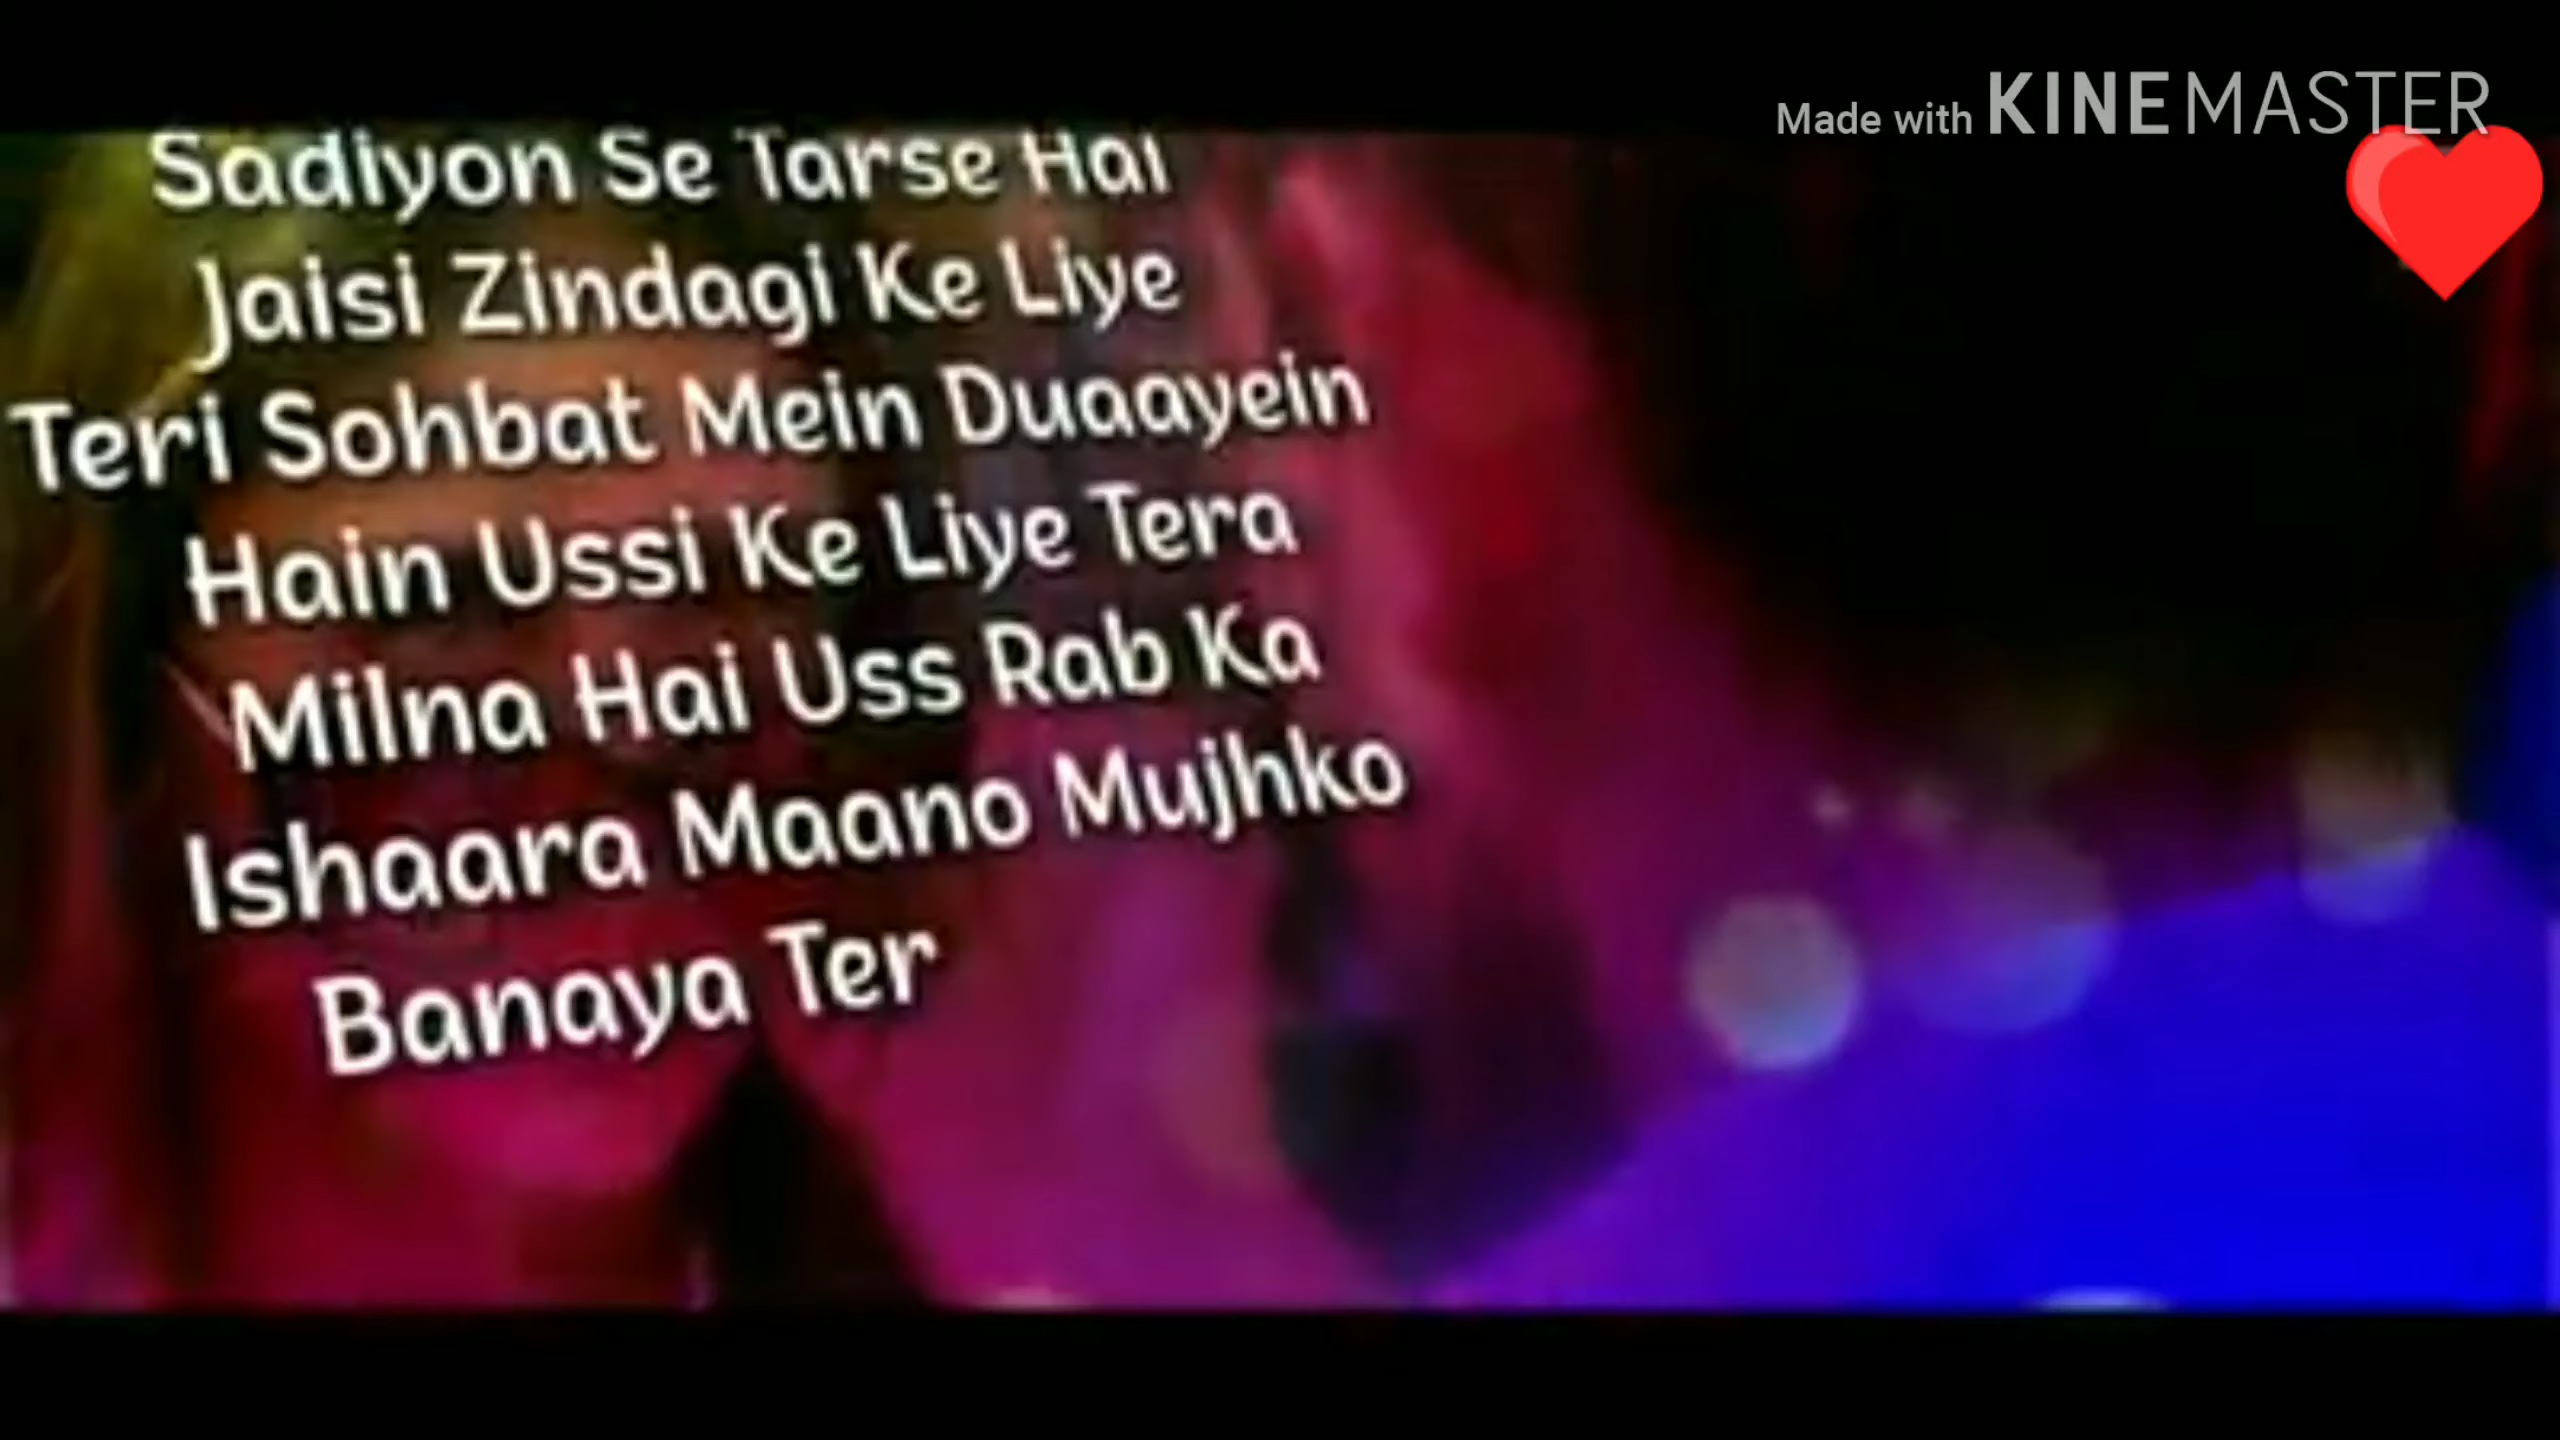 Made with KINEMASTER
Sadiyon Se Tarse Hai
Jaisi Zindagi Ke Liye
Teri Sohbat Mein Duaayein
Hain Ussi Ke Liye Tera
Milna Hai Uss Rab Ka
Ishaara Maano Mujhko
Banaya Ter